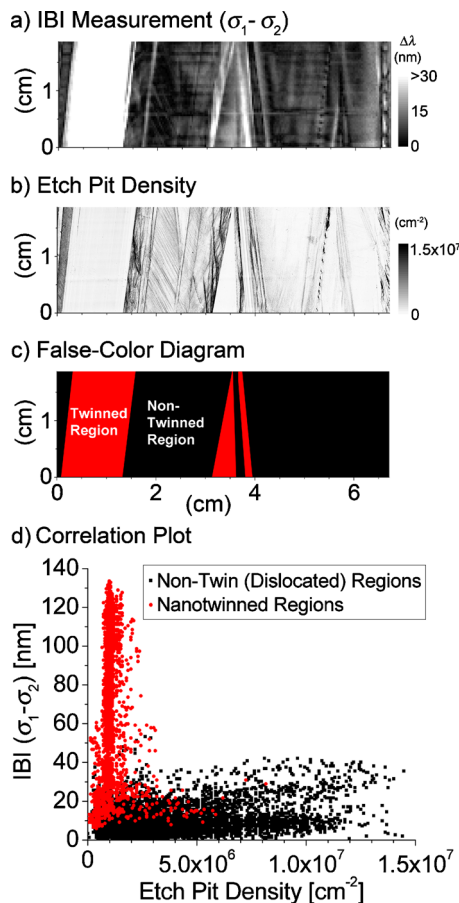 a) IBI Measurement (σ₁- σ₂)
Δλ
(nm)
>30
15
0
(cm)
1
0
b) Etch Pit Density
(cm⁻²)
1.5x10⁷
0
(cm)
1
0
c) False-Color Diagram
(cm)
1
0
Twinned
Region
Non-
Twinned
Region
0 2 4 6
(cm)
d) Correlation Plot
IBI (σ₁-σ₂) [nm]
140
120
100
80
60
40
20
0
Non-Twin (Dislocated) Regions
Nanotwinned Regions
0 5.0x10⁶ 1.0x10⁷ 1.5x10⁷
Etch Pit Density [cm⁻²]